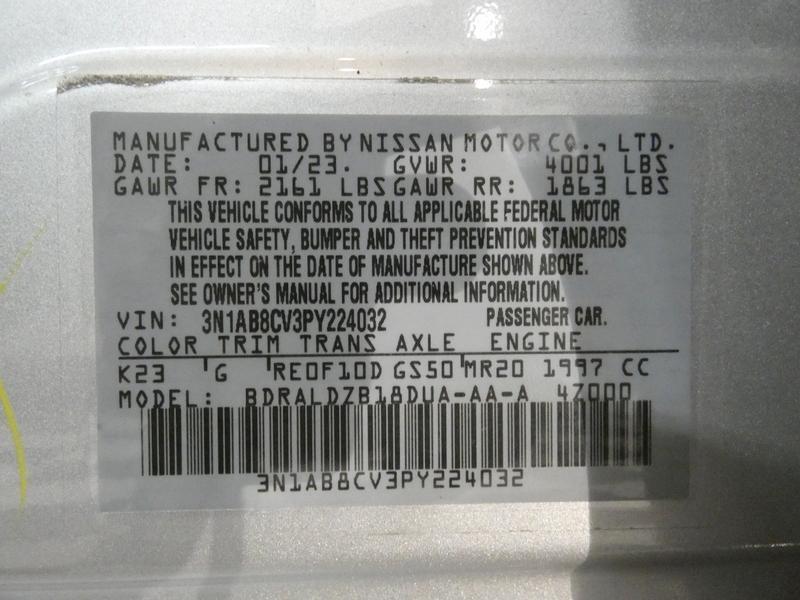 MANUFACTURED BY NISSAN MOTOR CO., LTD.
DATE: 01/23. GVWR: 4001 LBS
GAWR FR: 2161 LBS GAWR RR: 1863 LBS
THIS VEHICLE CONFORMS TO ALL APPLICABLE FEDERAL MOTOR
VEHICLE SAFETY, BUMPER AND THEFT PREVENTION STANDARDS
IN EFFECT ON THE DATE OF MANUFACTURE SHOWN ABOVE.
SEE OWNER'S MANUAL FOR ADDITIONAL INFORMATION.
VIN: 3N1AB8CV3PY224032 PASSENGER CAR.
COLOR TRIM TRANS AXLE ENGINE
K23 G RE0F10D GS50 MR20 1997 CC
MODEL: BDRALDZB18DUA-AA-A 4Z000
3N1AB8CV3PY224032